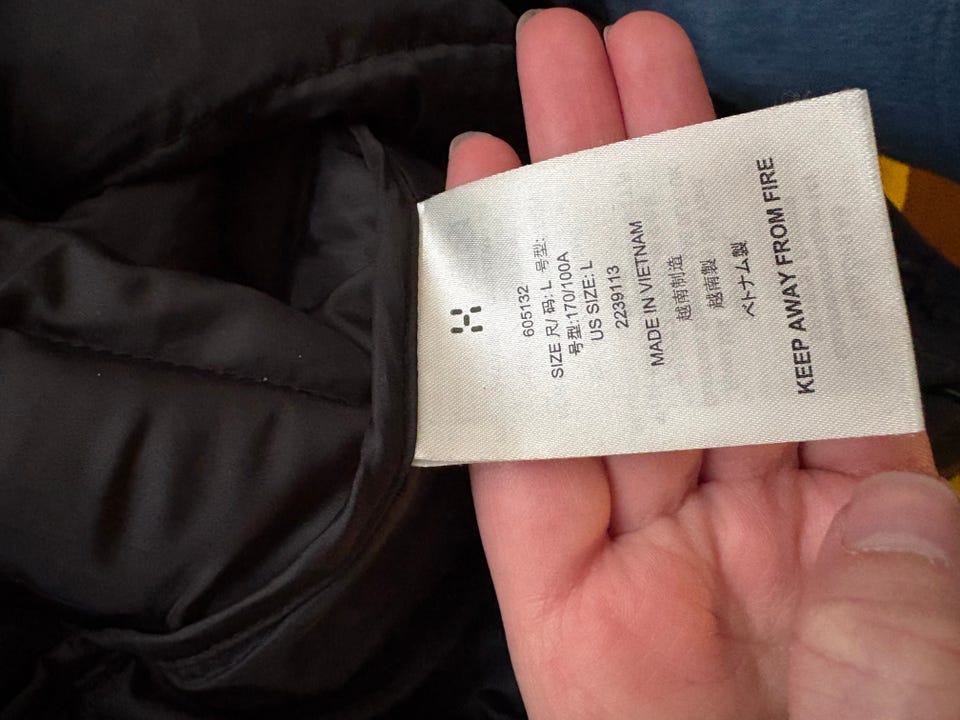 605132
SIZE 尺/ 码: L 号型:
号型:170/100A
US SIZE: L
2239113
MADE IN VIETNAM
越南制造
越南製
ベトナム製
KEEP AWAY FROM FIRE